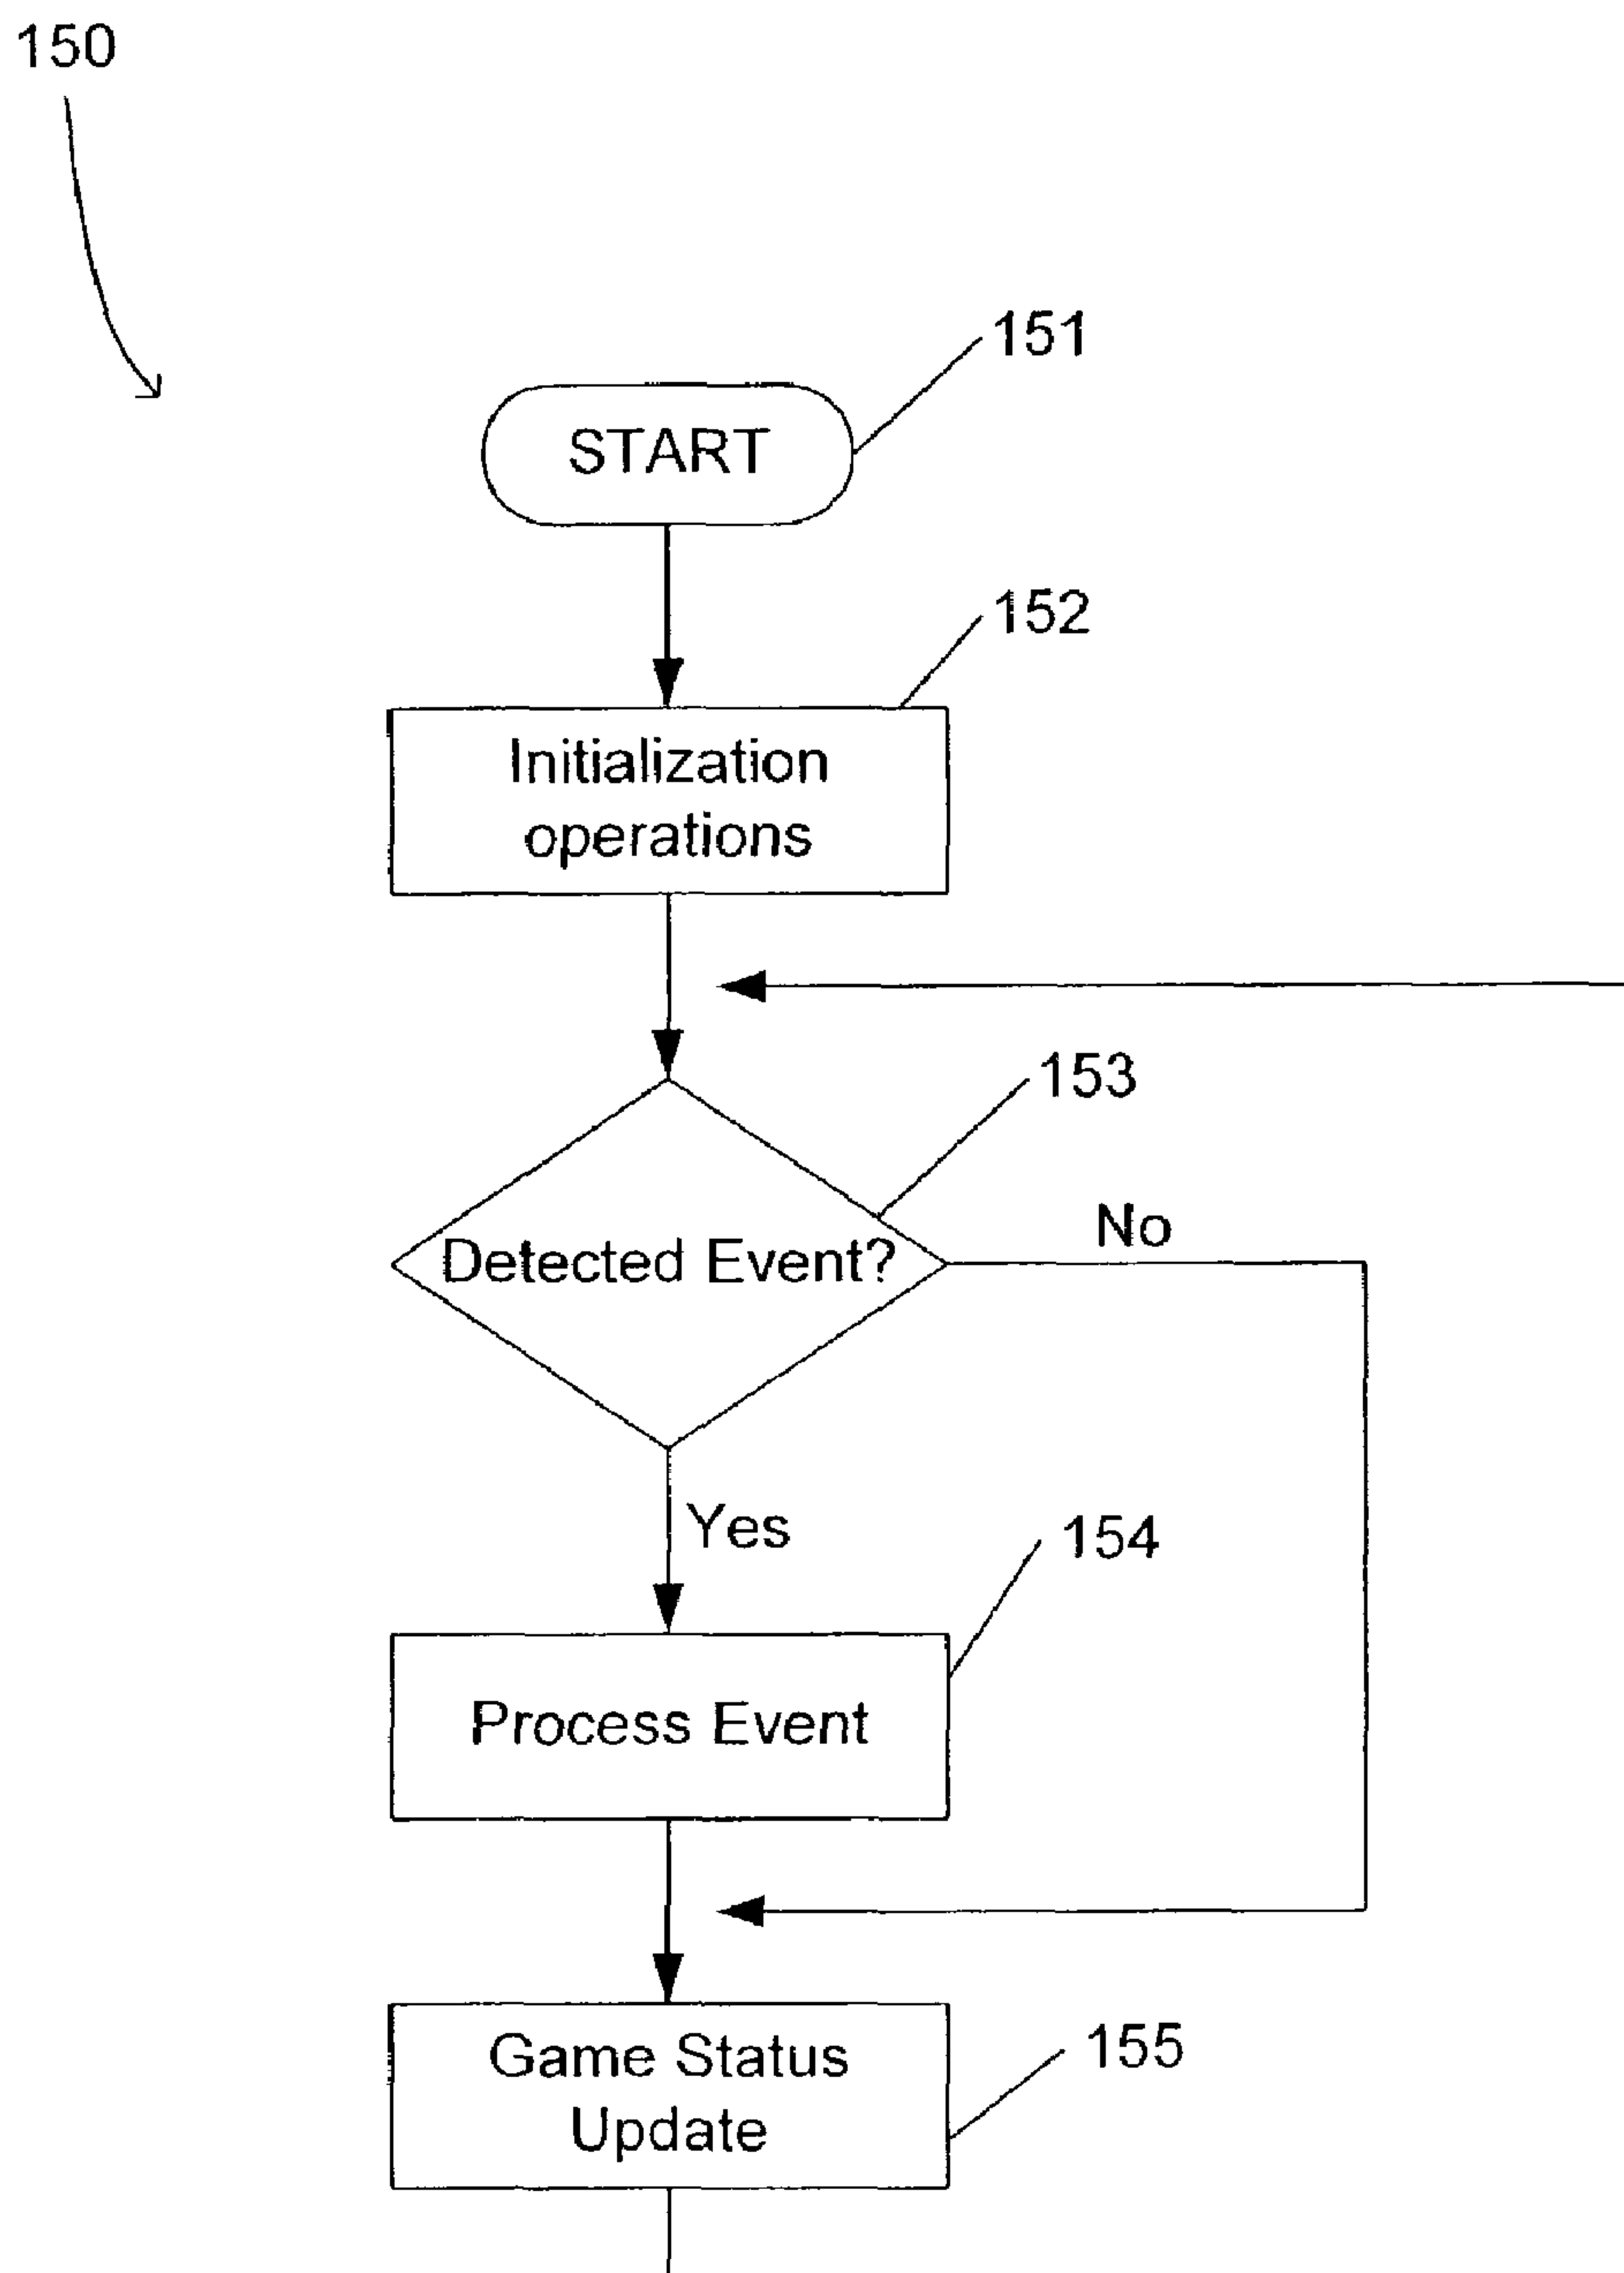 150
151
START
152
Initialization
operations
153
No
Detected Event?
Yes
154
Process Event
155
Game Status
Update